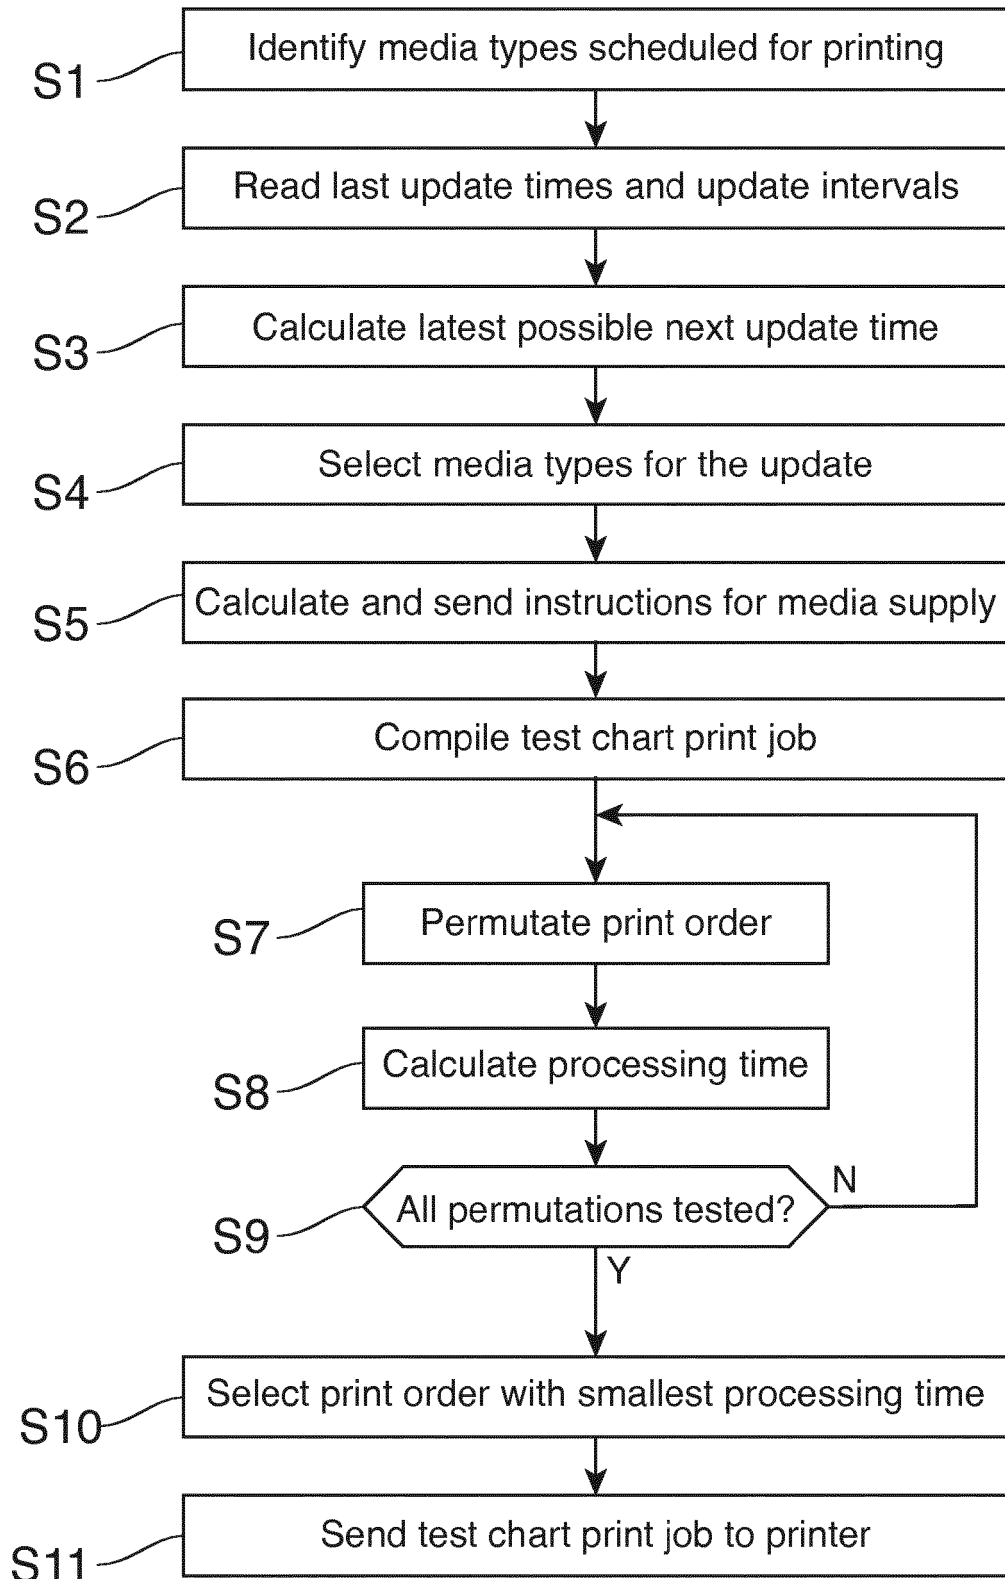 S1 Identify media types scheduled for printing
S2 Read last update times and update intervals
S3 Calculate latest possible next update time
S4 Select media types for the update
S5 Calculate and send instructions for media supply
S6 Compile test chart print job
S7 Permutate print order
S8 Calculate processing time
S9 All permutations tested? N
Y
S10 Select print order with smallest processing time
S11 Send test chart print job to printer